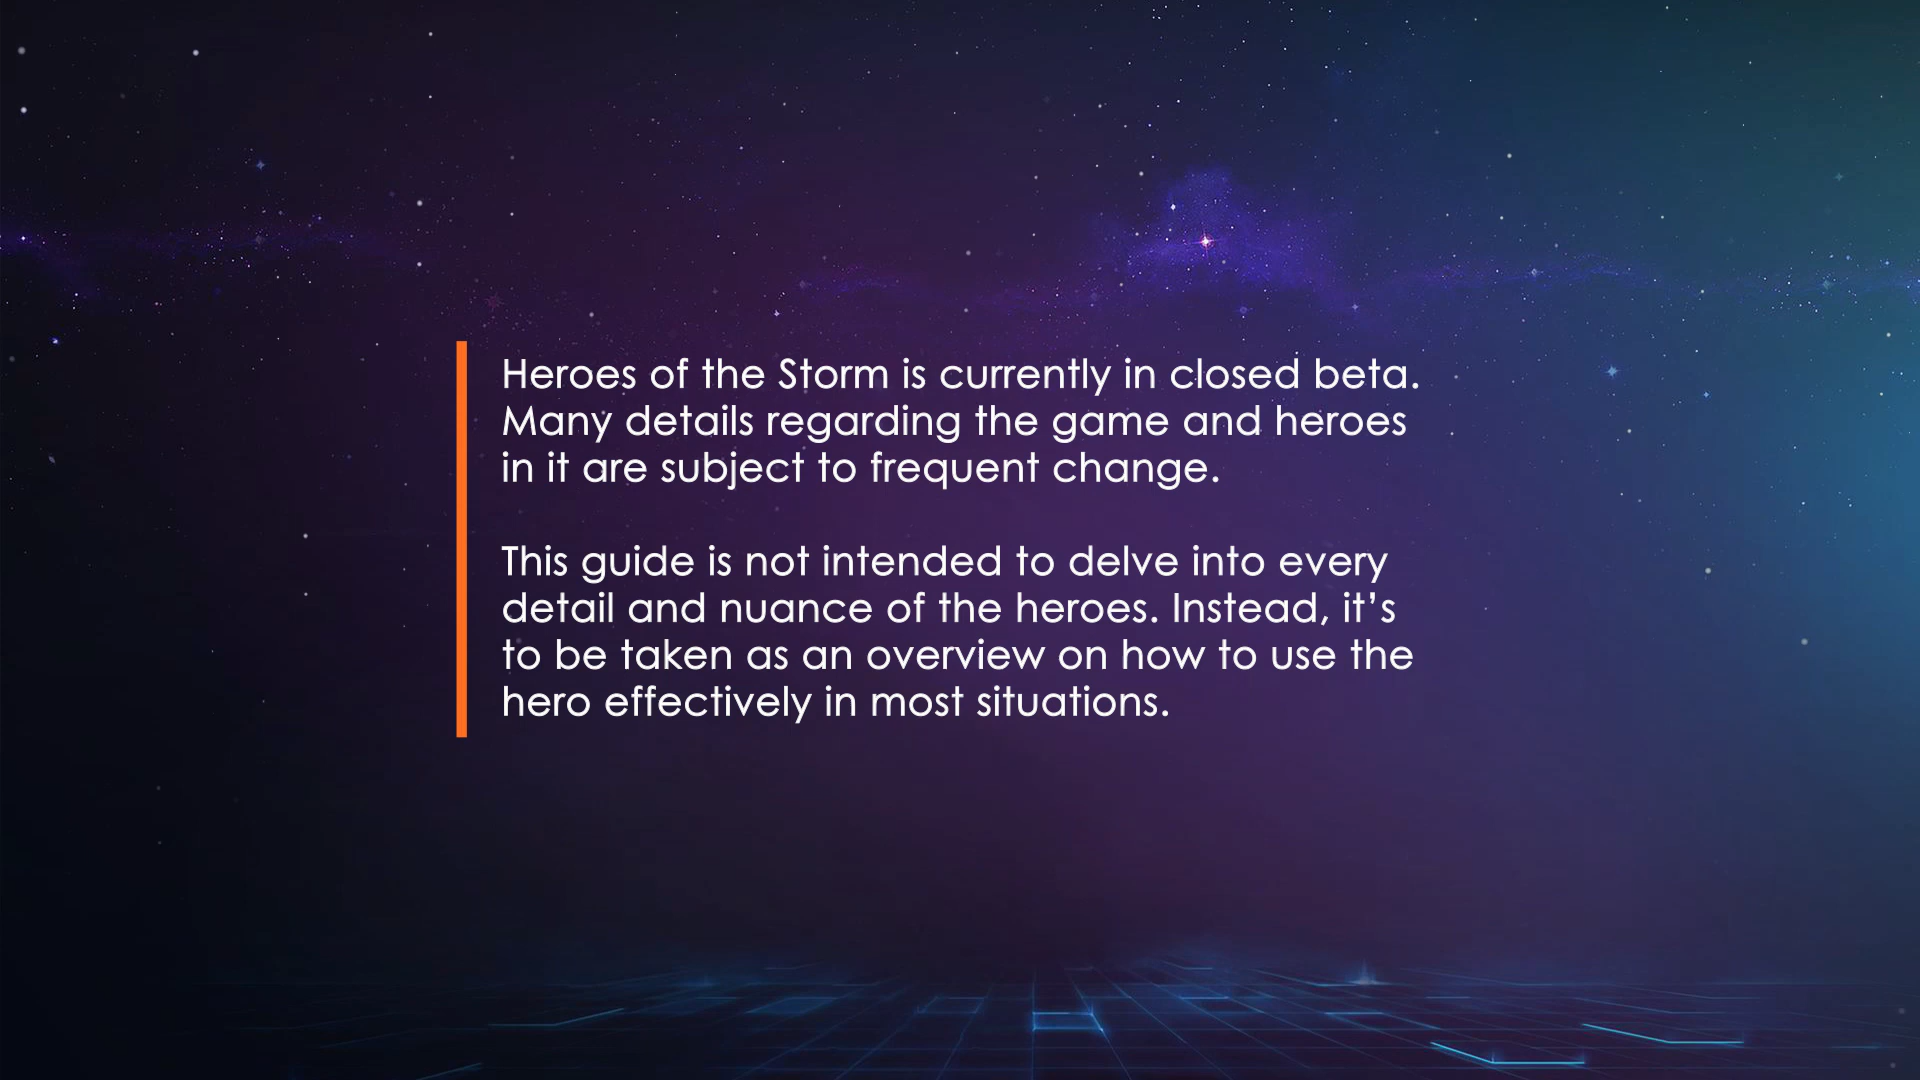 Heroes of the Storm is currently in closed beta.
Many details regarding the game and heroes
in it are subject to frequent change.
This guide is not intended to delve into every
detail and nuance of the heroes. Instead, it’s
to be taken as an overview on how to use the
hero effectively in most situations.